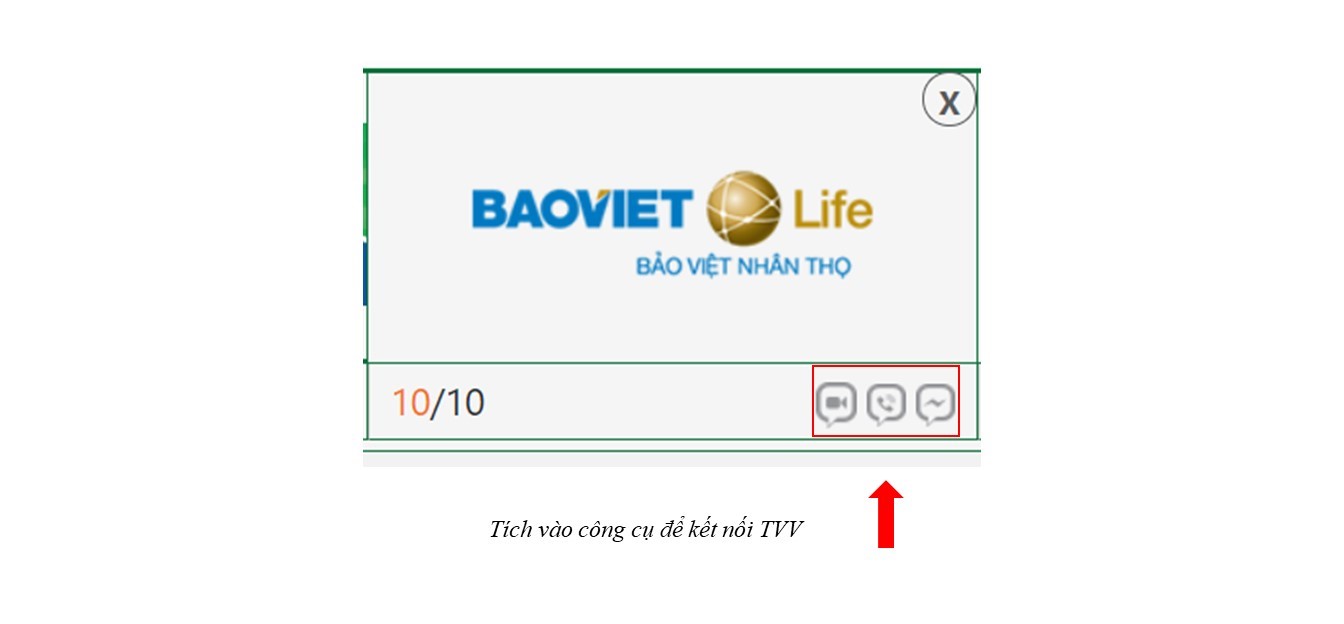 X
BAOVIET Life
BẢO VIỆT NHÂN THỌ
10/10
Tích vào công cụ để kết nối TVV